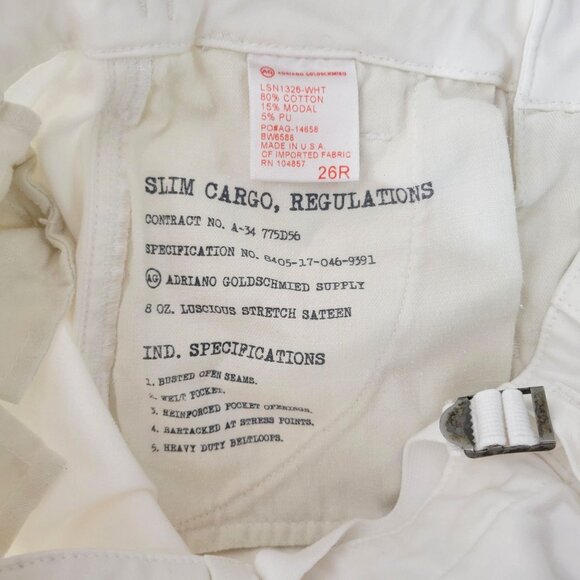 AG ADRIANO GOLDSCHMIED
LSN1326-WHT
80% COTTON
15% MODAL
5% PU
PO#AG-14658
BW6588
MADE IN U.S.A.
OF IMPORTED FABRIC
RN 104857
26R
SLIM CARGO, REGULATIONS
CONTRACT NO. A-34 775D56
SPECIFICATION NO. 8405-17-046-9391
AG ADRIANO GOLDSCHMIED SUPPLY
8 OZ. LUSCIOUS STRETCH SATEEN
IND. SPECIFICATIONS
1. BUSTED OPEN SEAMS.
2. WELT POCKET.
3. REINFORCED POCKET OPENINGS.
4. BARTACKED AT STRESS POINTS.
5. HEAVY DUTY BELTLOOPS.